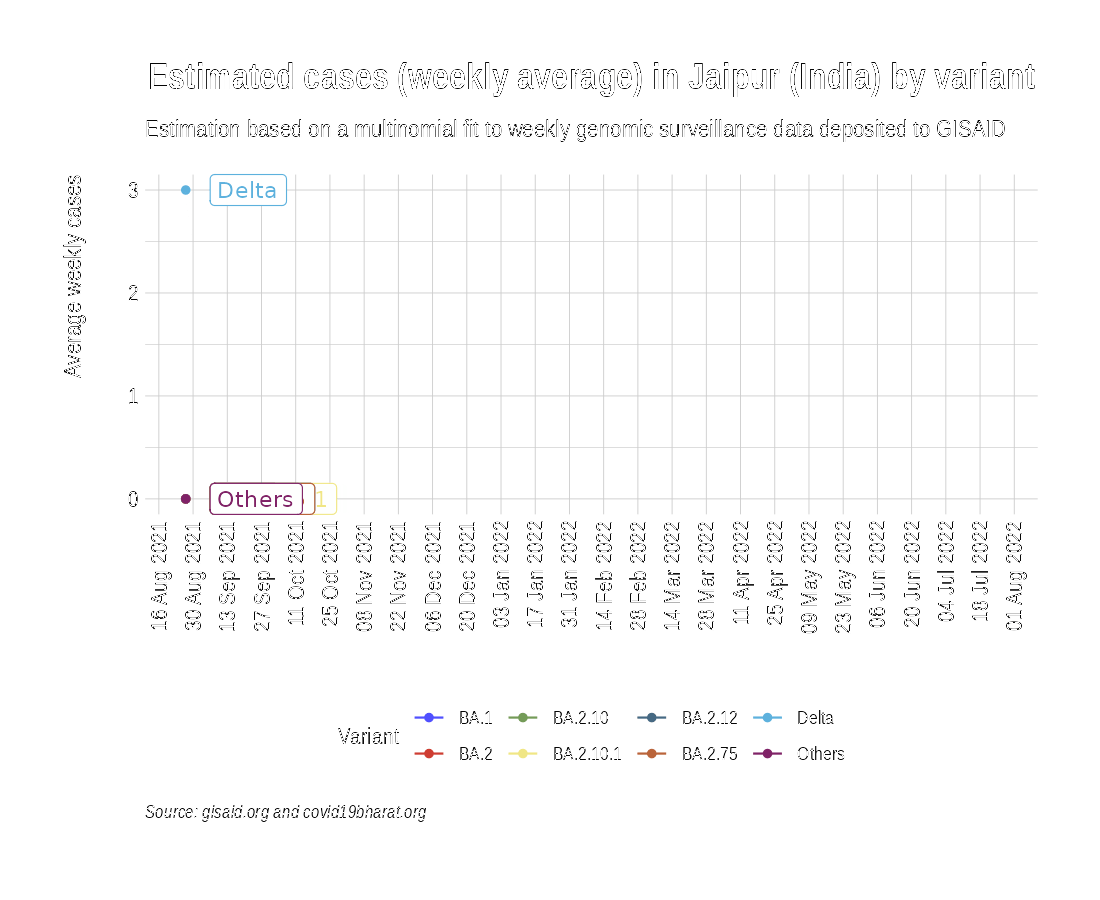 Estimated cases (weekly average) in Jaipur (India) by variant
Estimation based on a multinomial fit to weekly genomic surveillance data deposited to GISAID
Average weekly cases
3
2
1
0
Delta
Others
1
16 Aug 2021
30 Aug 2021
13 Sep 2021
27 Sep 2021
11 Oct 2021
25 Oct 2021
08 Nov 2021
22 Nov 2021
06 Dec 2021
20 Dec 2021
03 Jan 2022
17 Jan 2022
31 Jan 2022
14 Feb 2022
28 Feb 2022
14 Mar 2022
28 Mar 2022
11 Apr 2022
25 Apr 2022
09 May 2022
23 May 2022
06 Jun 2022
20 Jun 2022
04 Jul 2022
18 Jul 2022
01 Aug 2022
Variant
BA.1 BA.2.10 BA.2.12 Delta
BA.2 BA.2.10.1 BA.2.75 Others
Source: gisaid.org and covid19bharat.org